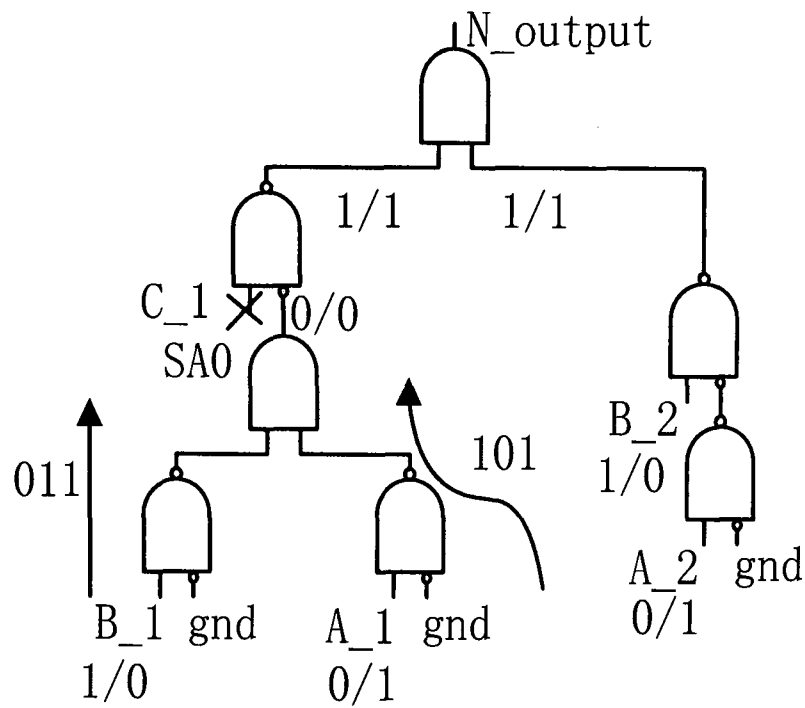 N_output
1/1
1/1
C_1
0/0
SA0
B_2
1/0
011
101
A_2
gnd
0/1
B_1
gnd
1/0
A_1
gnd
0/1